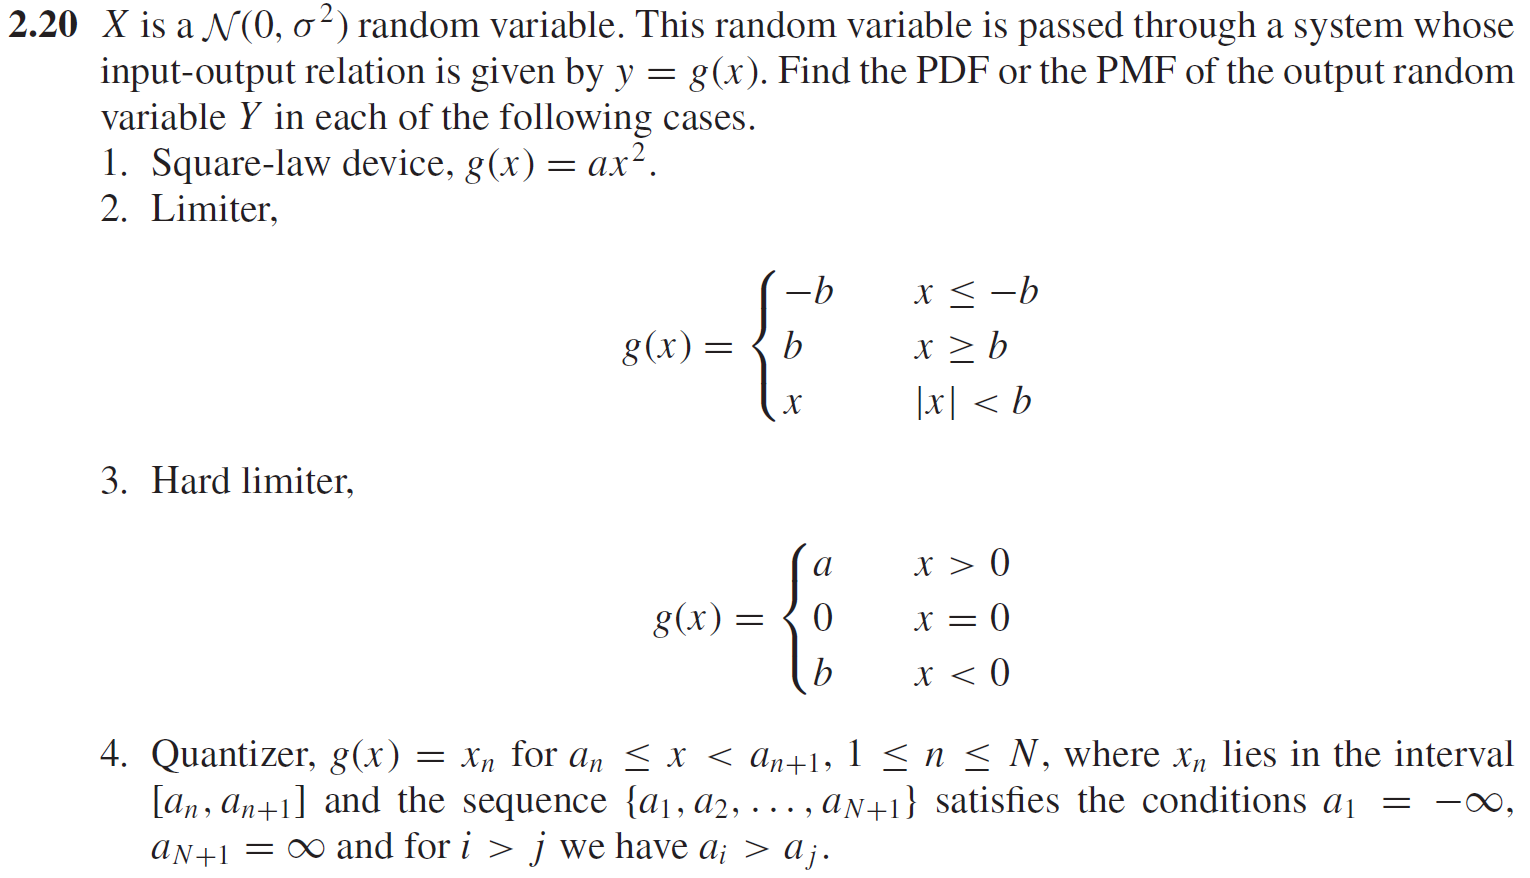 2.20 X is a 𝒩(0, σ²) random variable. This random variable is passed through a system whose
input-output relation is given by y = g(x). Find the PDF or the PMF of the output random
variable Y in each of the following cases.
1. Square-law device, g(x) = ax².
2. Limiter,
g(x) = { −b x ≤ −b
b x ≥ b
x |x| < b
3. Hard limiter,
g(x) = { a x > 0
0 x = 0
b x < 0
4. Quantizer, g(x) = xₙ for aₙ ≤ x < aₙ₊₁, 1 ≤ n ≤ N, where xₙ lies in the interval
[aₙ, aₙ₊₁] and the sequence {a₁, a₂, . . . , a_{N+1}} satisfies the conditions a₁ = −∞,
a_{N+1} = ∞ and for i > j we have aᵢ > aⱼ.